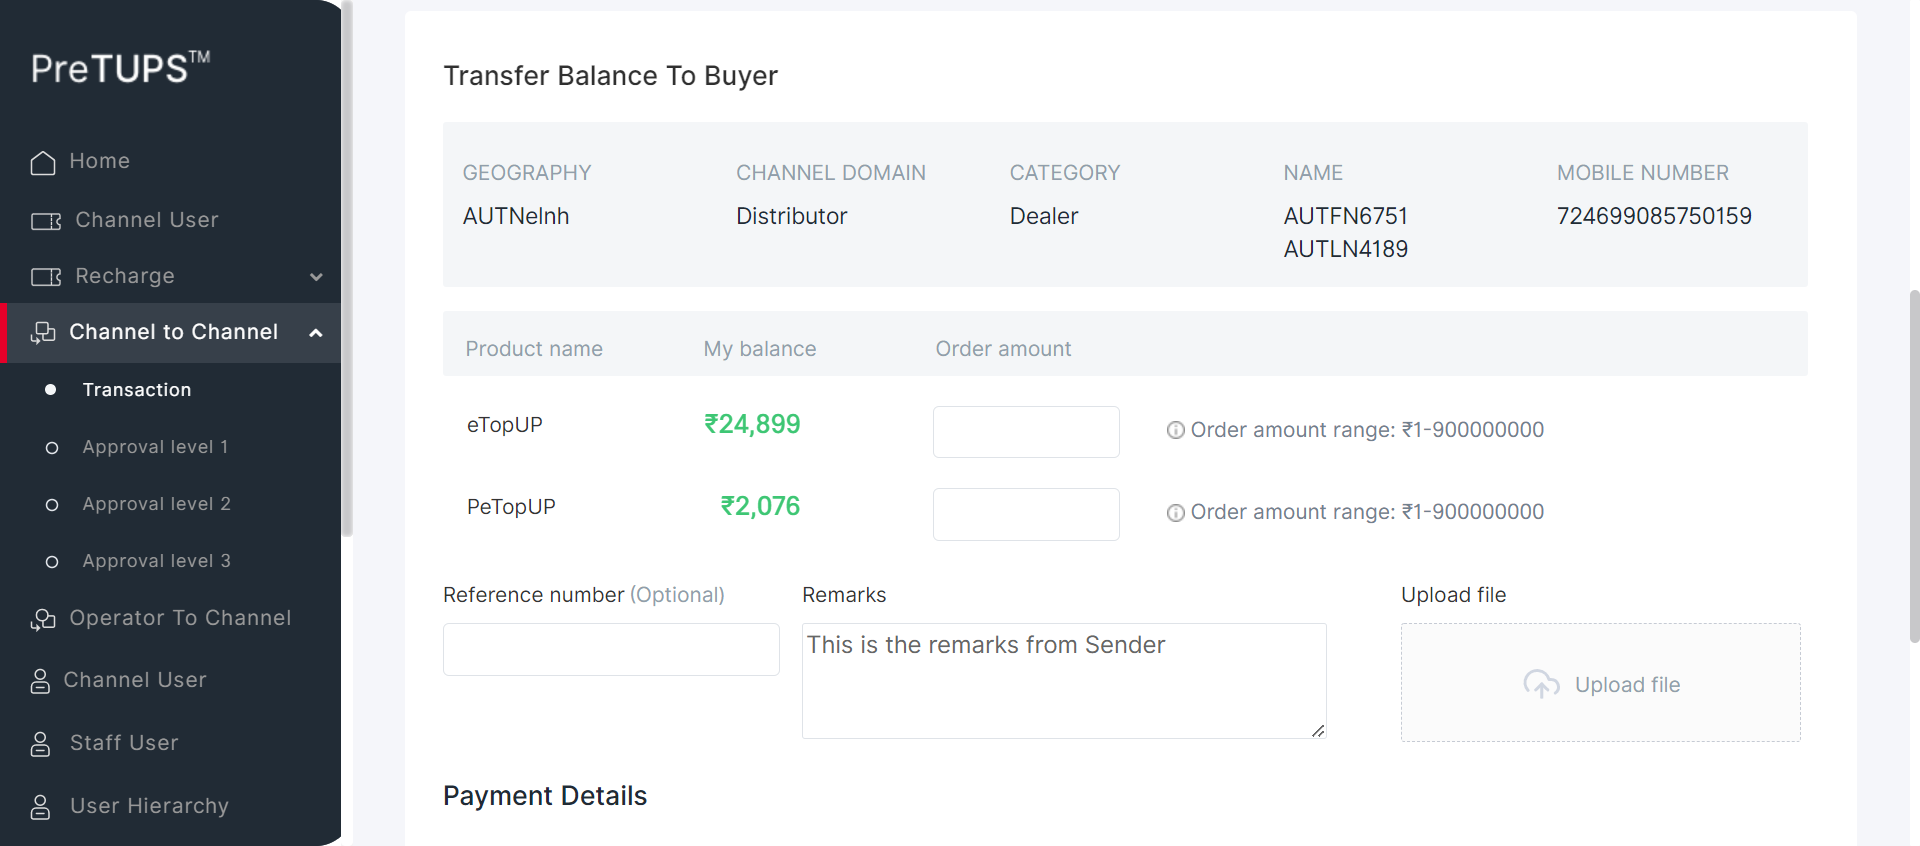 PreTUPS™
Home
Channel User
Recharge
Channel to Channel
Transaction
Approval level 1
Approval level 2
Approval level 3
Operator To Channel
Channel User
Staff User
User Hierarchy
Transfer Balance To Buyer
GEOGRAPHY CHANNEL DOMAIN CATEGORY NAME MOBILE NUMBER
AUTNelnh Distributor Dealer AUTFN6751 724699085750159
AUTLN4189
Product name My balance Order amount
eTopUP ₹24,899 Order amount range: ₹1-900000000
PeTopUP ₹2,076 Order amount range: ₹1-900000000
Reference number (Optional) Remarks Upload file
This is the remarks from Sender
Upload file
Payment Details